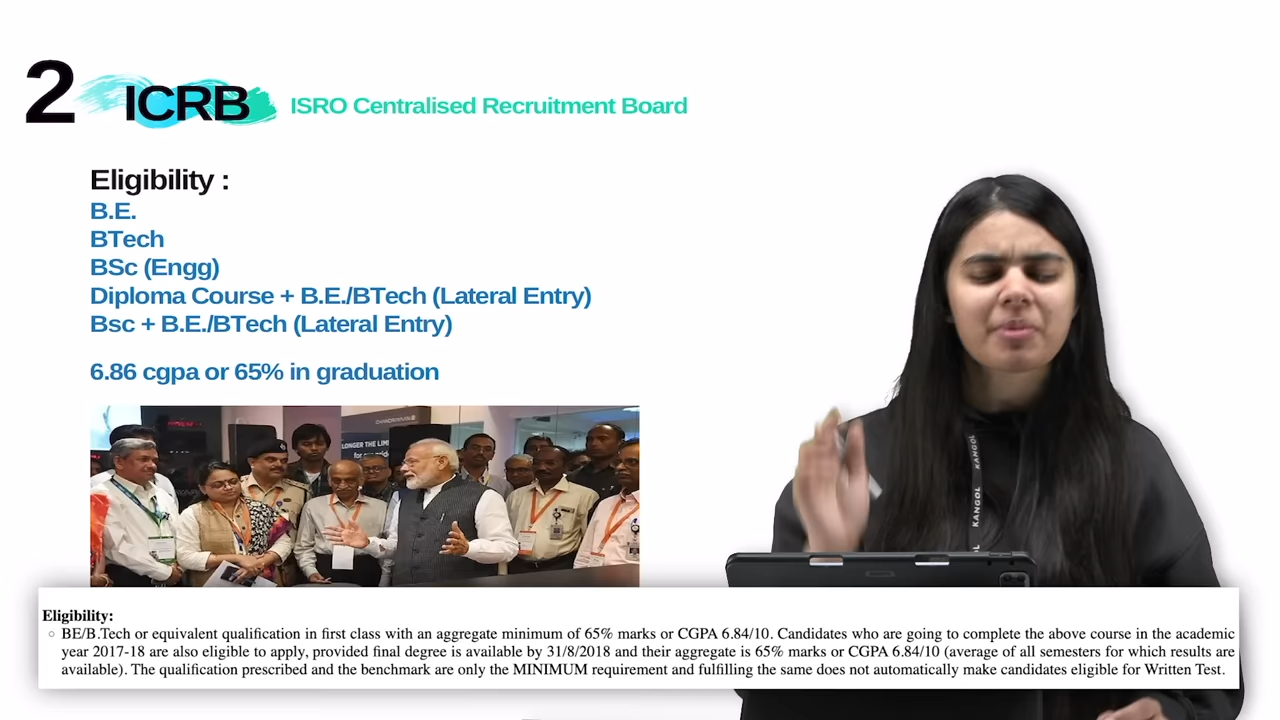 2 ICRB ISRO Centralised Recruitment Board
Eligibility :
B.E.
BTech
BSc (Engg)
Diploma Course + B.E./BTech (Lateral Entry)
Bsc + B.E./BTech (Lateral Entry)
6.86 cgpa or 65% in graduation
LONGER THE LIM
KANGOL
KANGOL
Eligibility:
○ BE/B.Tech or equivalent qualification in first class with an aggregate minimum of 65% marks or CGPA 6.84/10. Candidates who are going to complete the above course in the academic
year 2017-18 are also eligible to apply, provided final degree is available by 31/8/2018 and their aggregate is 65% marks or CGPA 6.84/10 (average of all semesters for which results are
available). The qualification prescribed and the benchmark are only the MINIMUM requirement and fulfilling the same does not automatically make candidates eligible for Written Test.